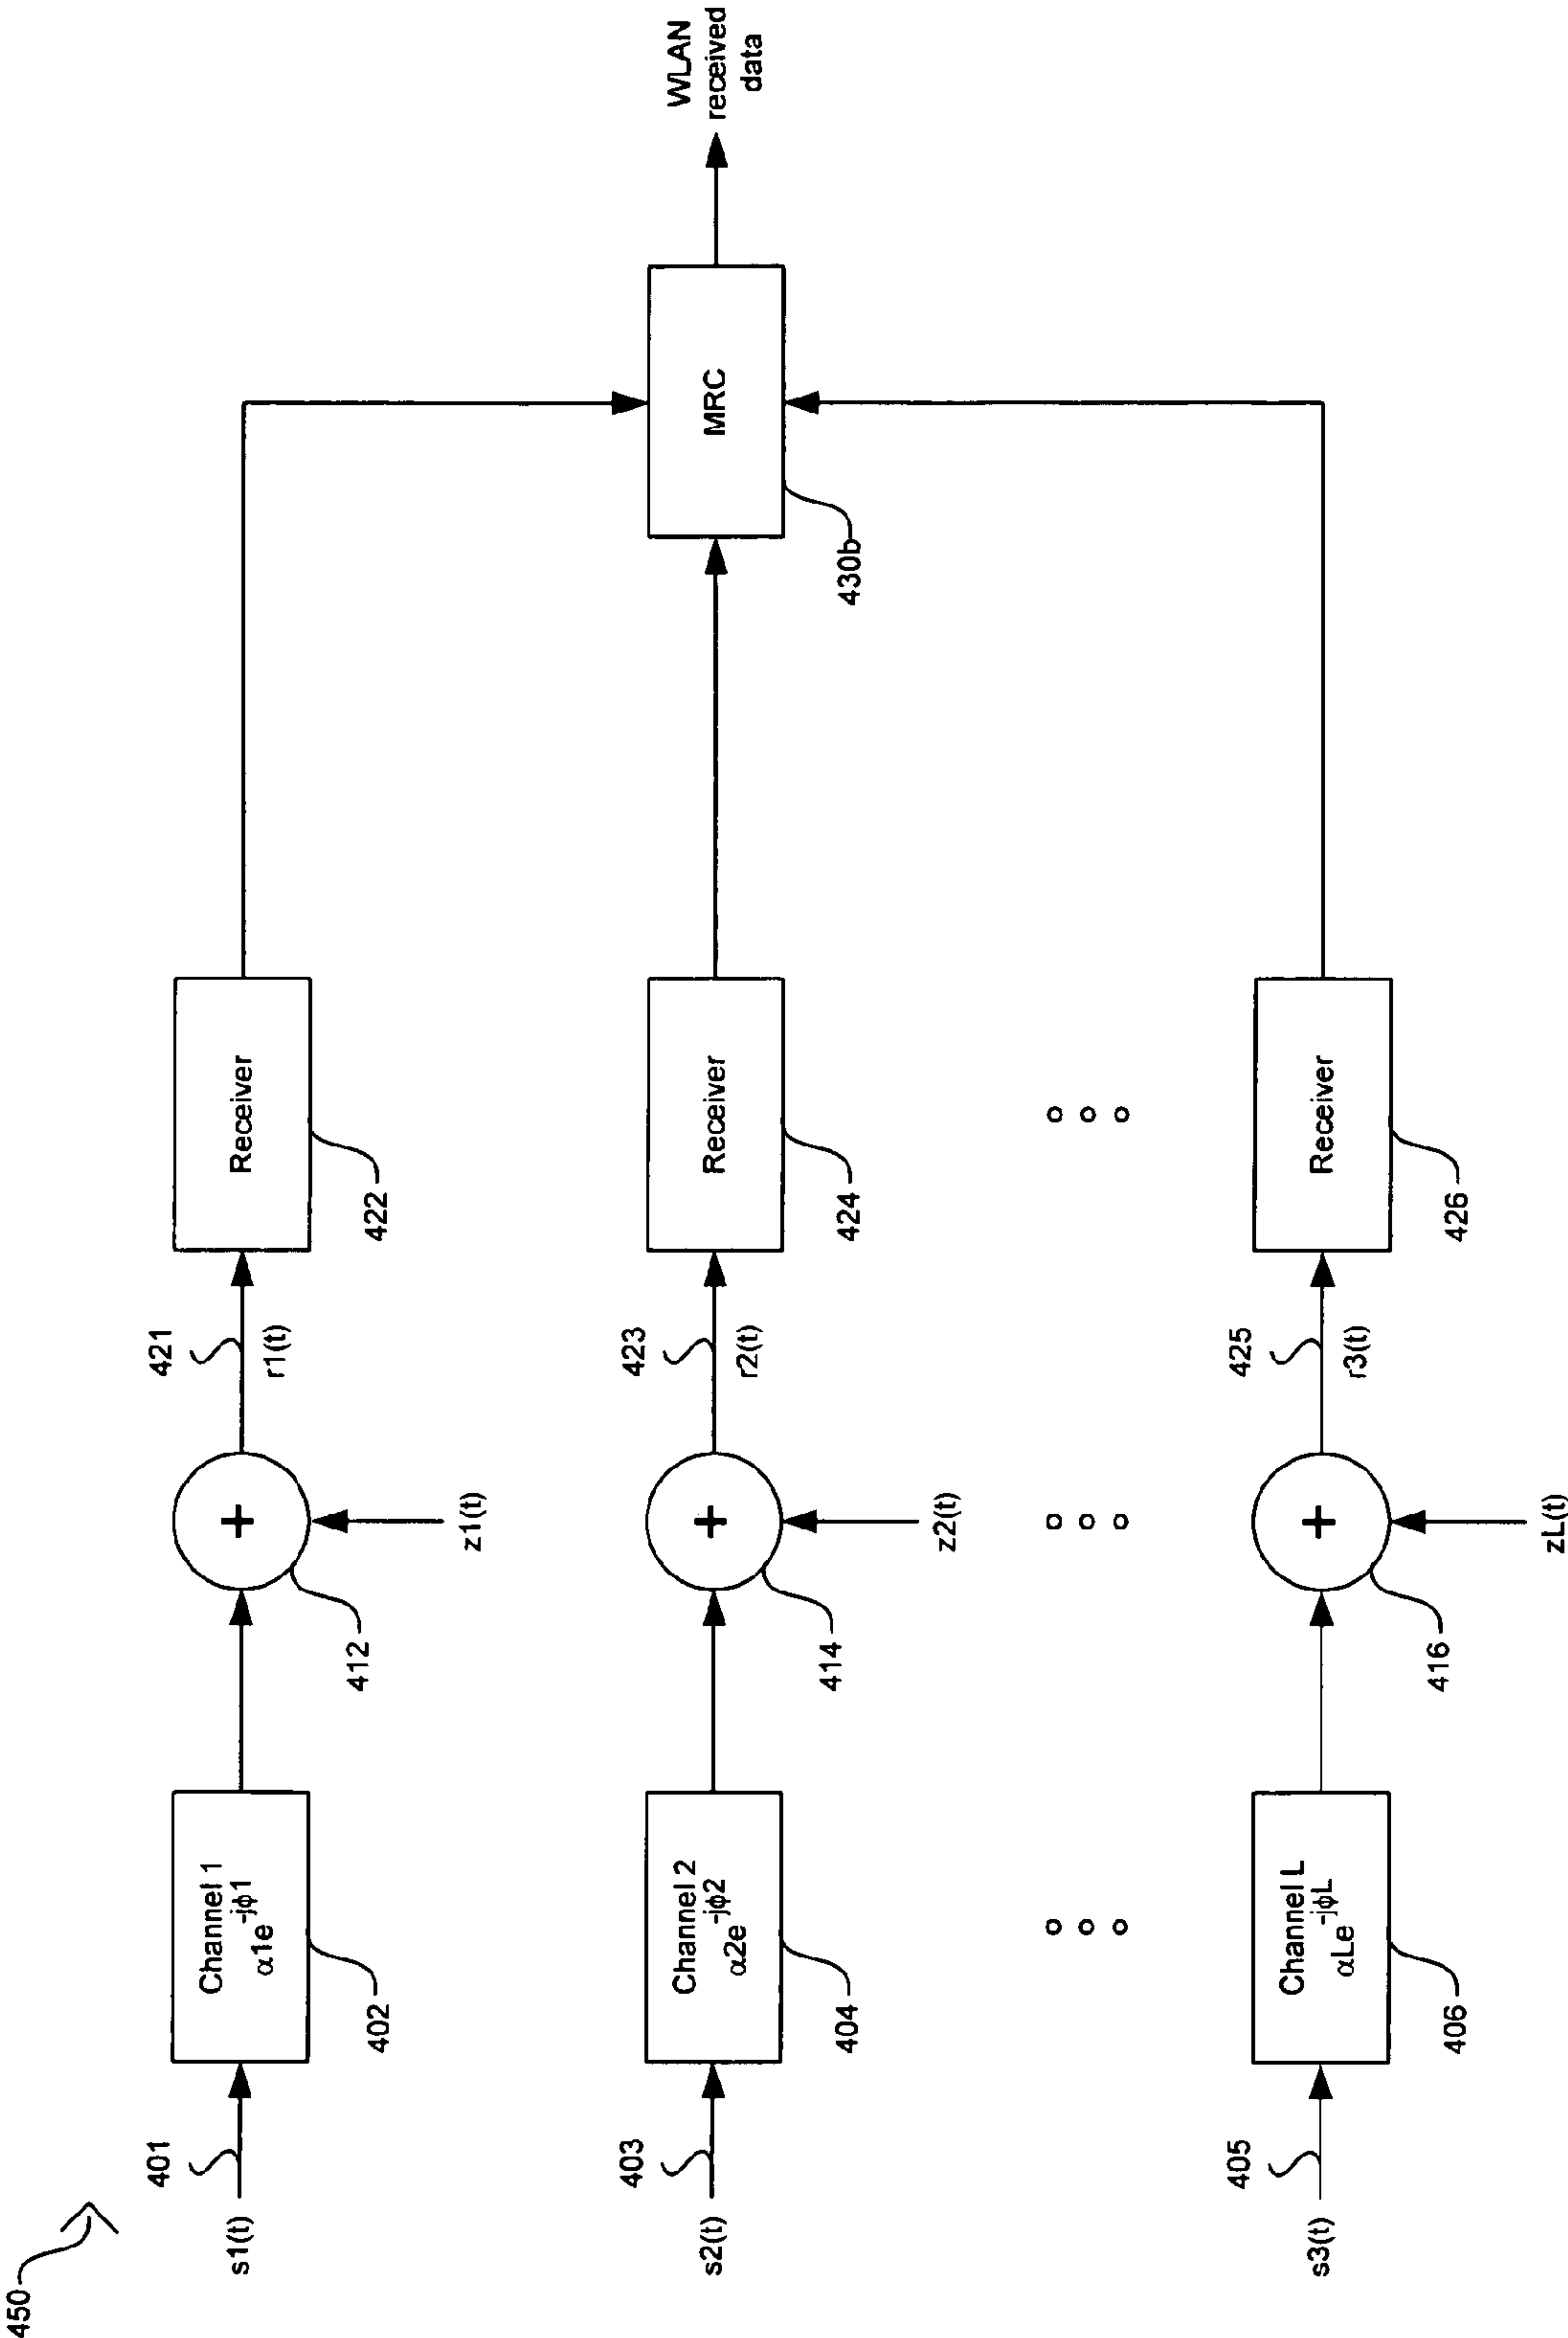 450
401
s1(t)
Channel 1
α1e^-jϕ1
402
412
z1(t)
421
r1(t)
Receiver
422
403
s2(t)
Channel 2
α2e^-jϕ2
404
414
z2(t)
423
r2(t)
Receiver
424
MRC
430b
WLAN
received
data
405
s3(t)
Channel L
αLe^-jϕL
406
416
zL(t)
425
r3(t)
Receiver
426